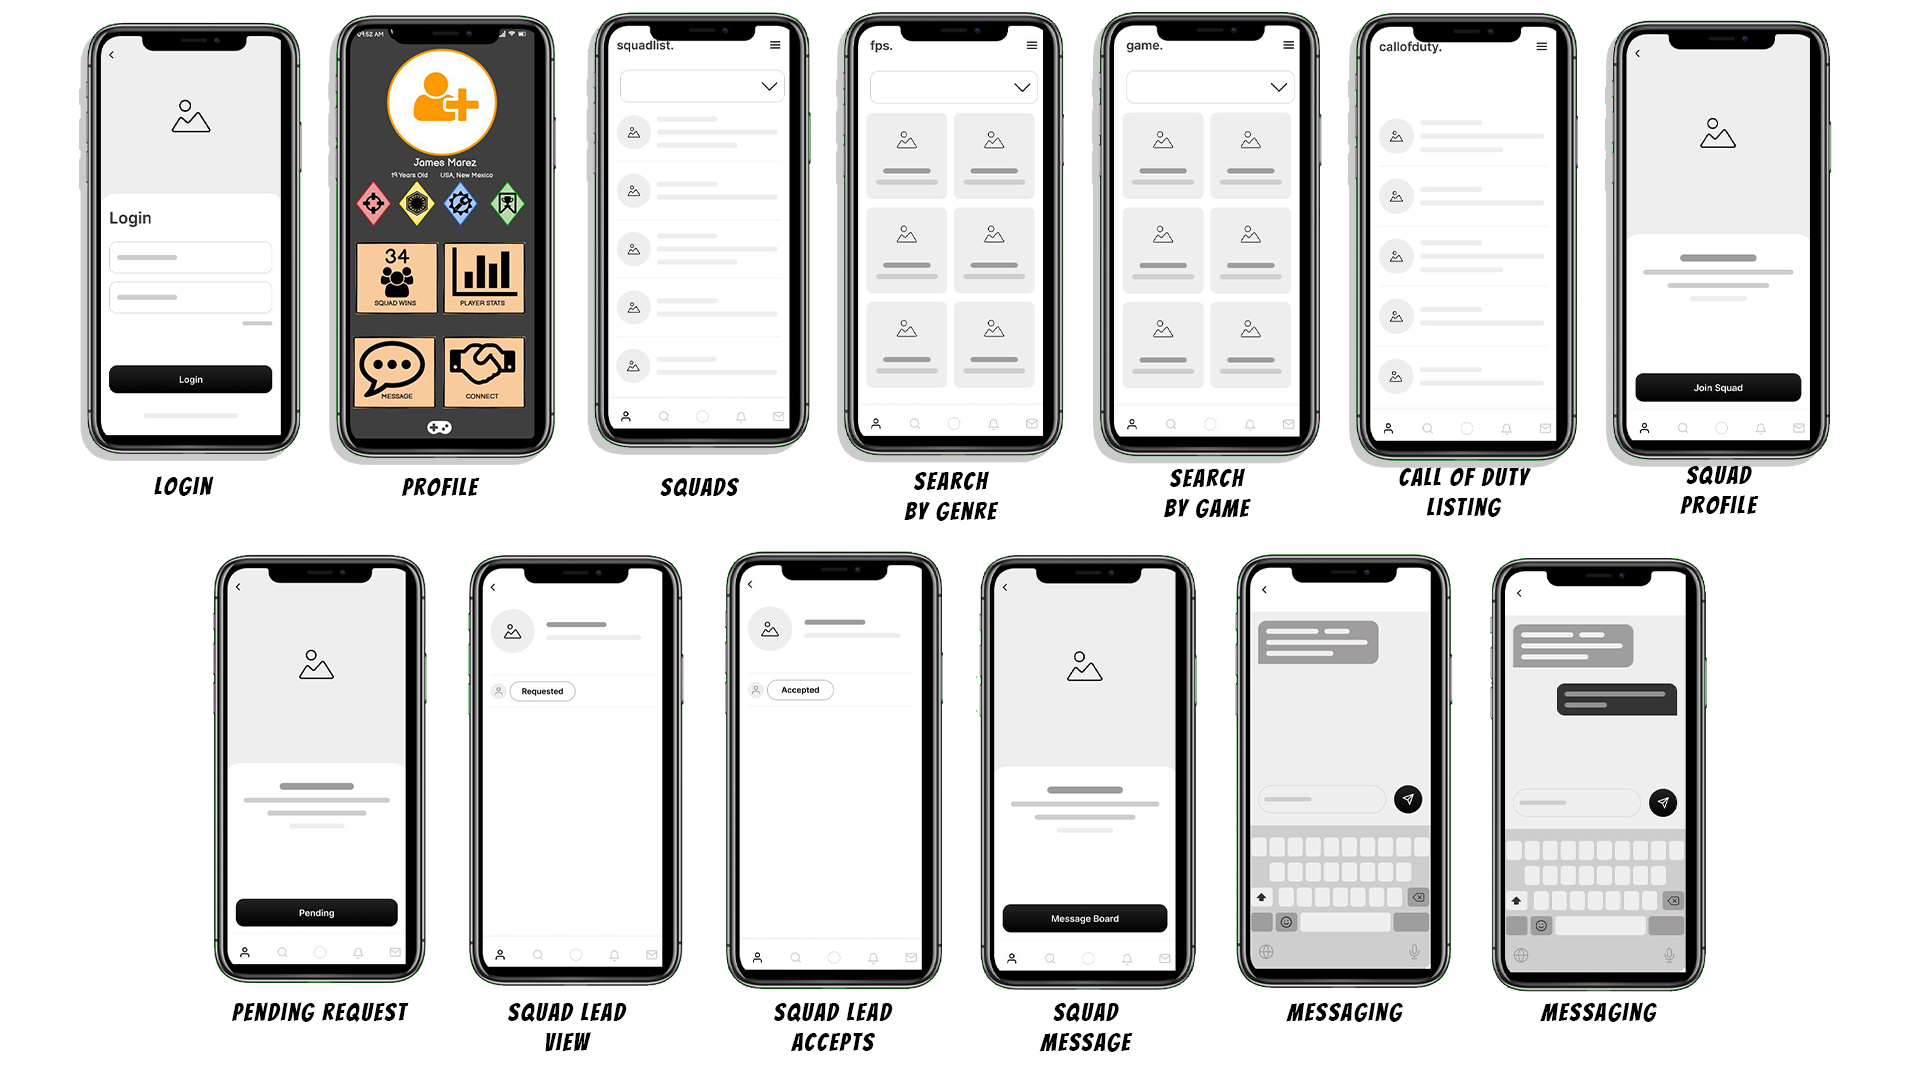 Login
Login
LOGIN
09:52 AM
James Marez
19 Years Old USA, New Mexico
34
SQUAD WINS
PLAYER STATS
MESSAGE
CONNECT
PROFILE
squadlist.
SQUADS
fps.
SEARCH
BY GENRE
game.
SEARCH
BY GAME
callofduty.
CALL OF DUTY
LISTING
Join Squad
SQUAD
PROFILE
Pending
PENDING REQUEST
Requested
SQUAD LEAD
VIEW
Accepted
SQUAD LEAD
ACCEPTS
Message Board
SQUAD
MESSAGE
MESSAGING
MESSAGING